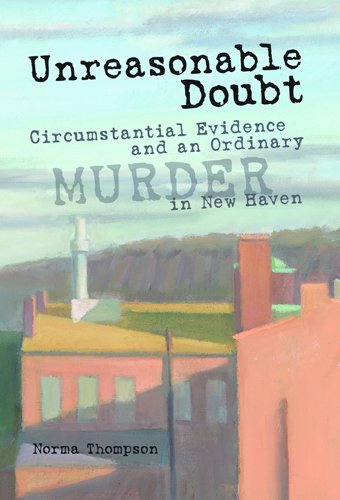 Unreasonable
Doubt
Circumstantial Evidence
and an Ordinary
MURDER
in New Haven
Norma Thompson